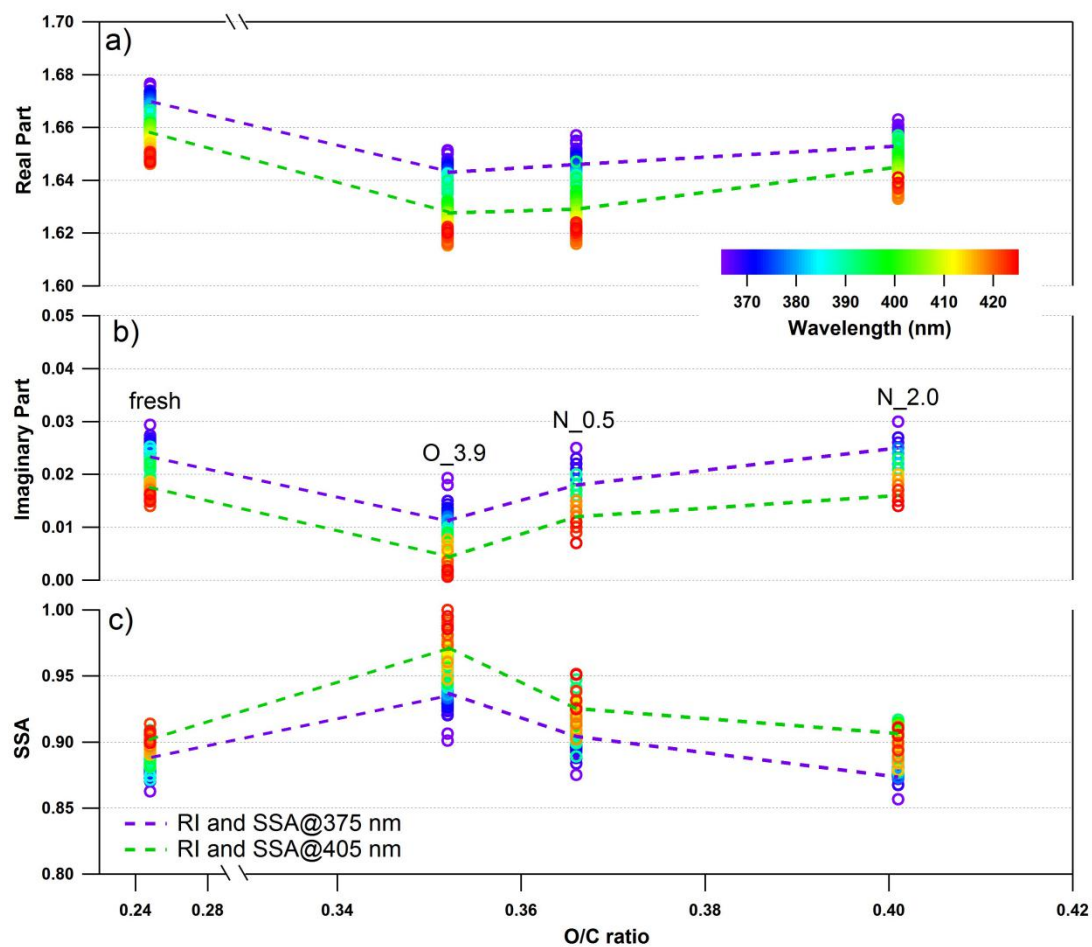 a)
1.70
1.68
1.66
1.64
1.62
1.60
Real Part
370 380 390 400 410 420
Wavelength (nm)
b)
0.05
0.04
0.03
0.02
0.01
0.00
Imaginary Part
fresh
O_3.9
N_0.5
N_2.0
c)
1.00
0.95
0.90
0.85
0.80
SSA
RI and SSA@375 nm
RI and SSA@405 nm
0.24 0.28 0.34 0.36 0.38 0.40 0.42
O/C ratio